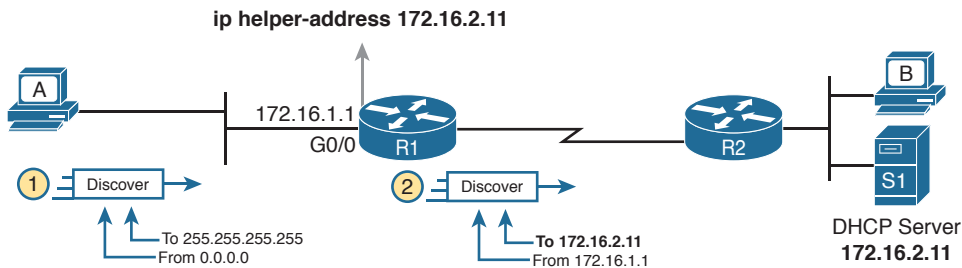 ip helper-address 172.16.2.11
A
172.16.1.1
G0/0
R1
R2
B
S1
1
Discover
To 255.255.255.255
From 0.0.0.0
2
Discover
To 172.16.2.11
From 172.16.1.1
DHCP Server
172.16.2.11